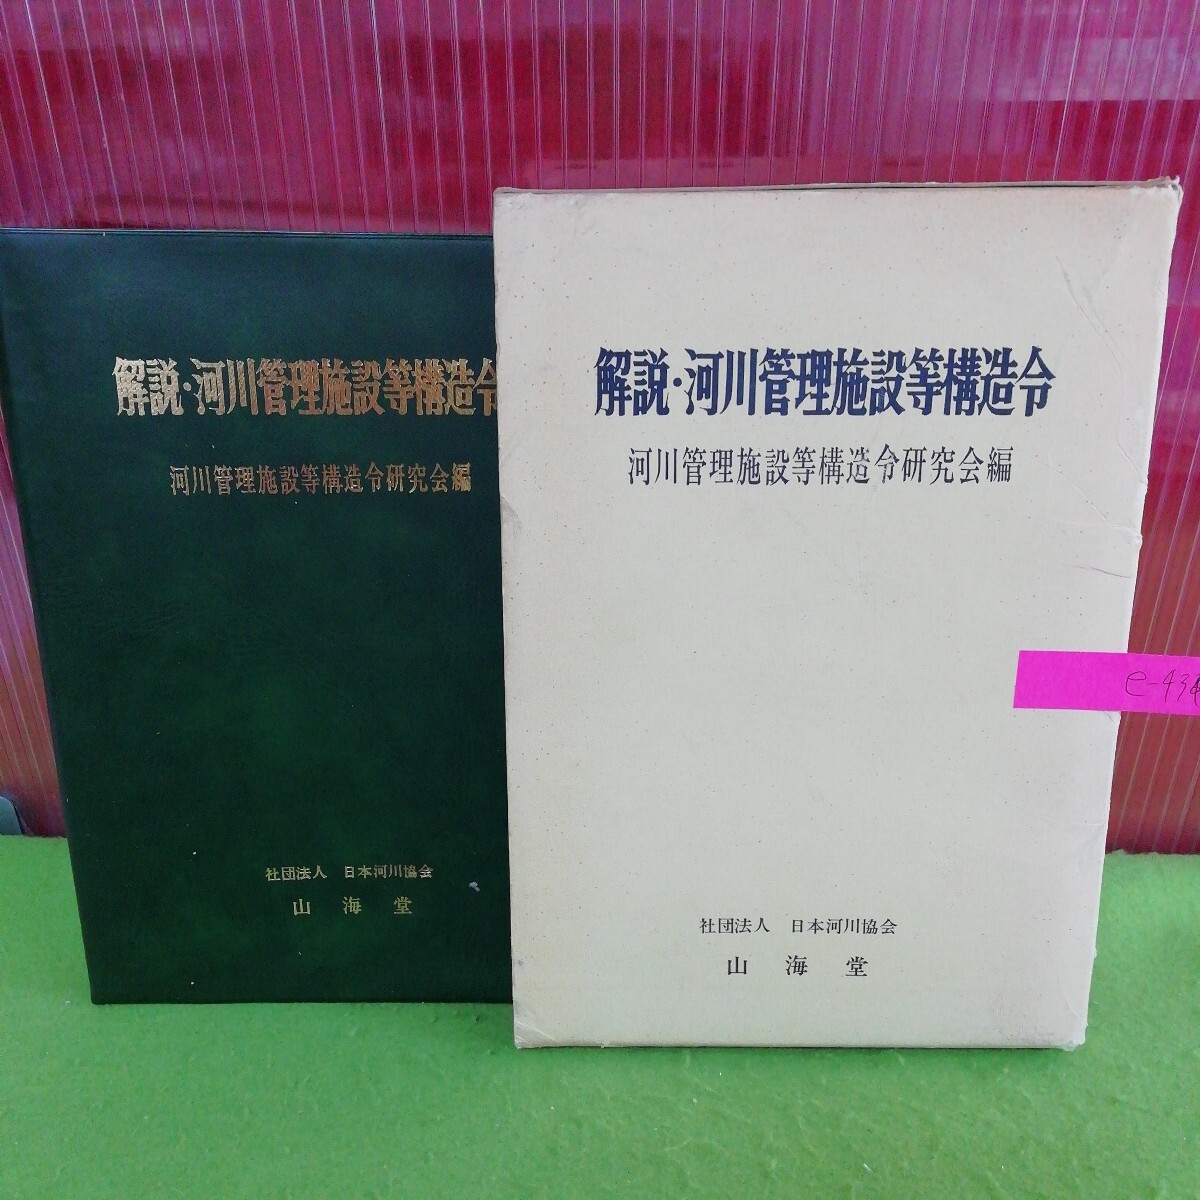 解説・河川管理施設等構造令
河川管理施設等構造令研究会編
社団法人 日本河川協会
山海堂
解説・河川管理施設等構造令
河川管理施設等構造令研究会編
社団法人 日本河川協会
山海堂
e-434